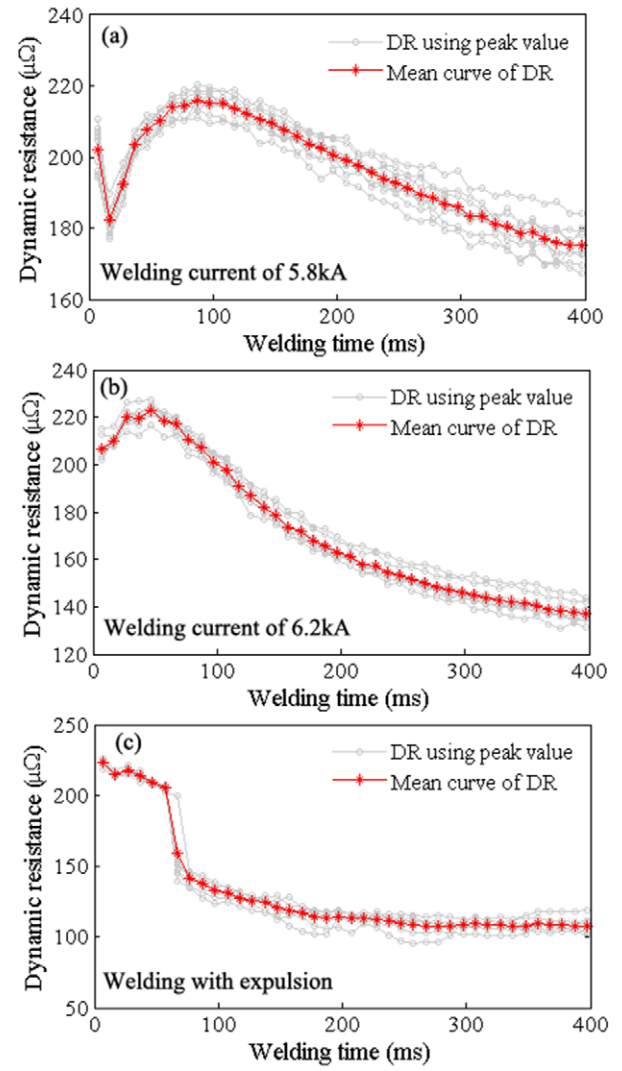 (a)
DR using peak value
Mean curve of DR
Dynamic resistance (μΩ)
240
220
200
180
160
Welding current of 5.8kA
0 100 200 300 400
Welding time (ms)
(b)
DR using peak value
Mean curve of DR
Dynamic resistance (μΩ)
240
220
200
180
160
140
120
Welding current of 6.2kA
0 100 200 300 400
Welding time (ms)
(c)
DR using peak value
Mean curve of DR
Dynamic resistance (μΩ)
250
200
150
100
50
Welding with expulsion
0 100 200 300 400
Welding time (ms)